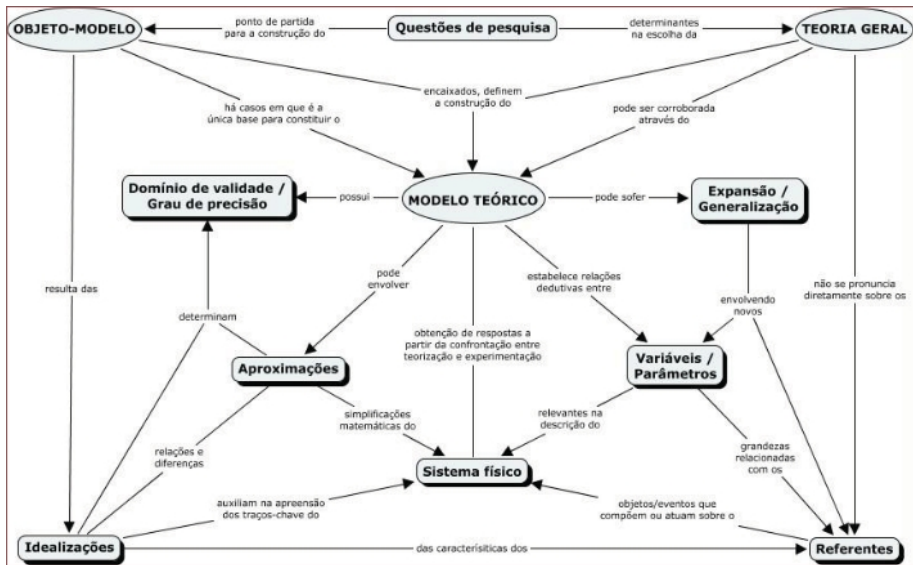 OBJETO-MODELO
ponto de partida
para a construção do
Questões de pesquisa
determinantes
na escolha da
TEORIA GERAL
encaixados, definem
a construção do
há casos em que é a
única base para constituir o
pode ser corroborada
através do
Domínio de validade /
Grau de precisão
possui
MODELO TEÓRICO
pode sofer
Expansão /
Generalização
resulta das
pode
envolver
estabelece relações
dedutivas entre
não se pronuncia
diretamente sobre os
envolvendo
novos
determinam
obtenção de respostas a
partir da confrontação entre
teorização e experimentação
Aproximações
Variáveis /
Parâmetros
simplificações
matemáticas do
relevantes na
descrição do
relações e
diferenças
grandezas
relacionadas
com os
Sistema físico
auxiliam na apreensão
dos traços-chave do
objetos/eventos que
compõem ou atuam sobre o
Idealizações
das caracterísiticas dos
Referentes